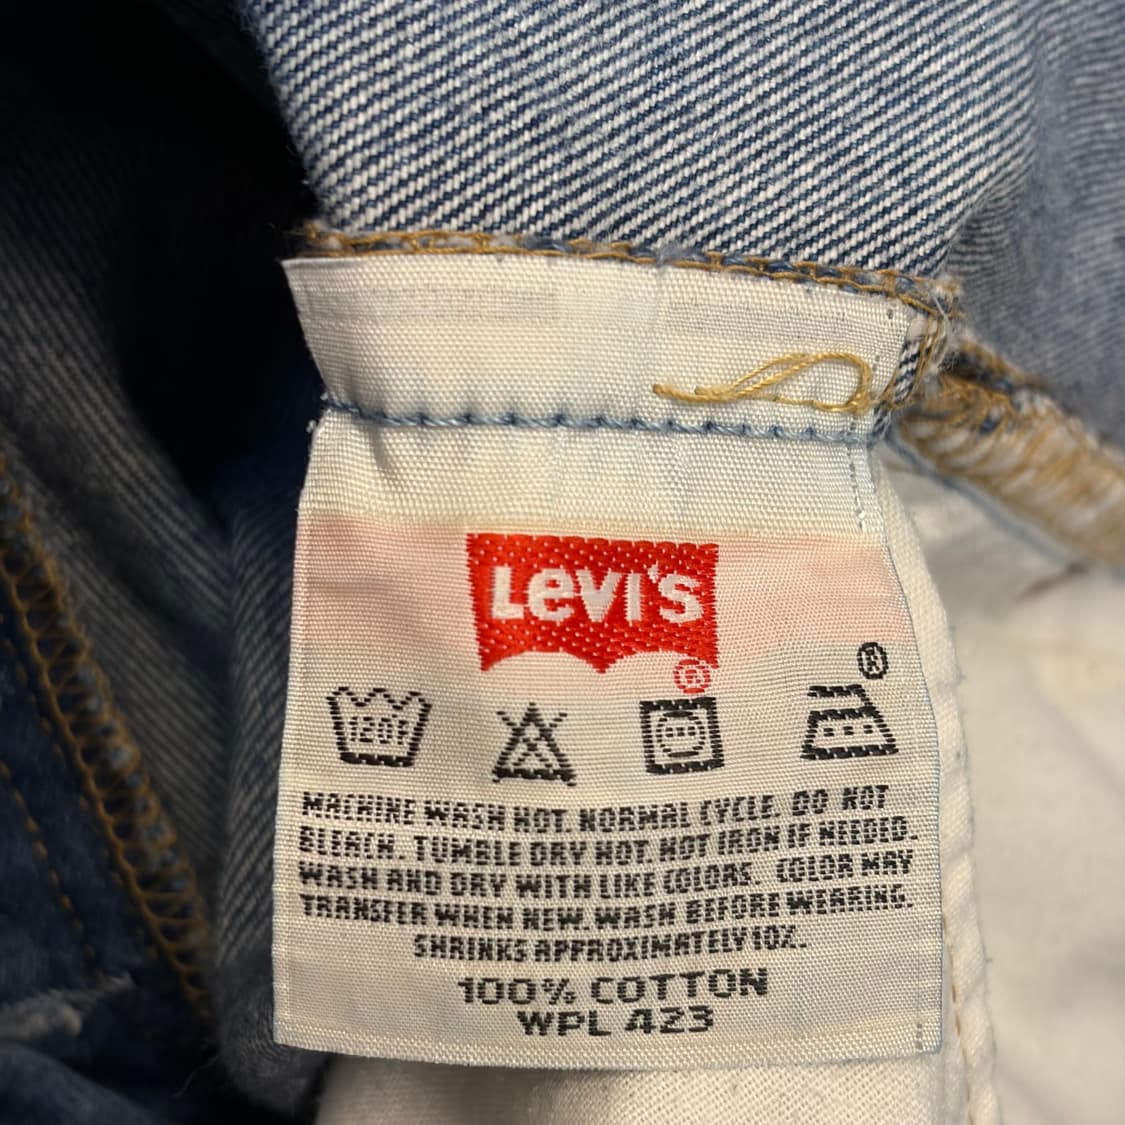 LEVI'S
®
®
120F
MACHINE WASH HOT. NORMAL CYCLE. DO NOT
BLEACH. TUMBLE DRY HOT. HOT IRON IF NEEDED.
WASH AND DRY WITH LIKE COLORS. COLOR MAY
TRANSFER WHEN NEW. WASH BEFORE WEARING.
SHRINKS APPROXIMATELY 10%.
100% COTTON
WPL 423